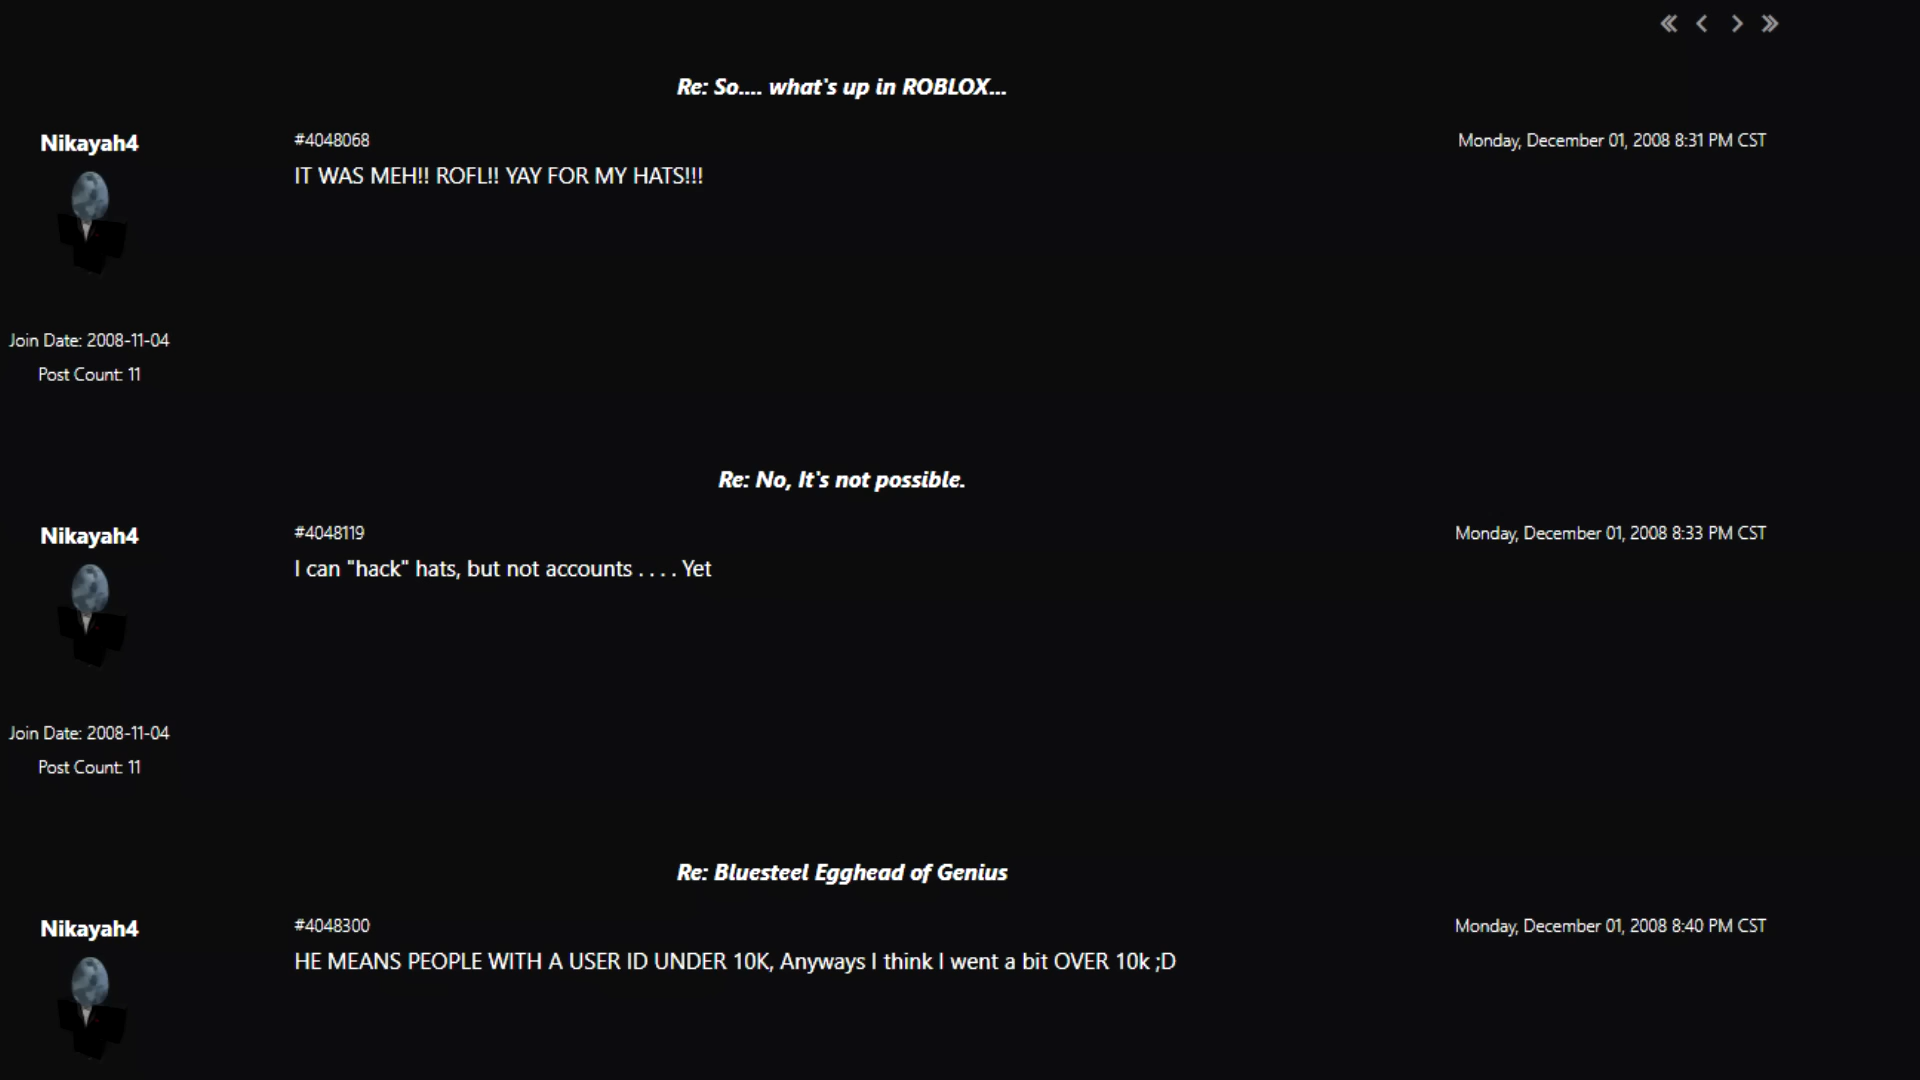 Re: So.... what's up in ROBLOX...
Nikayah4
#4048068
Monday, December 01, 2008 8:31 PM CST
IT WAS MEH!! ROFL!! YAY FOR MY HATS!!!
Join Date: 2008-11-04
Post Count: 11
Re: No, It's not possible.
Nikayah4
#4048119
Monday, December 01, 2008 8:33 PM CST
I can "hack" hats, but not accounts . . . . Yet
Join Date: 2008-11-04
Post Count: 11
Re: Bluesteel Egghead of Genius
Nikayah4
#4048300
Monday, December 01, 2008 8:40 PM CST
HE MEANS PEOPLE WITH A USER ID UNDER 10K, Anyways I think I went a bit OVER 10k ;D